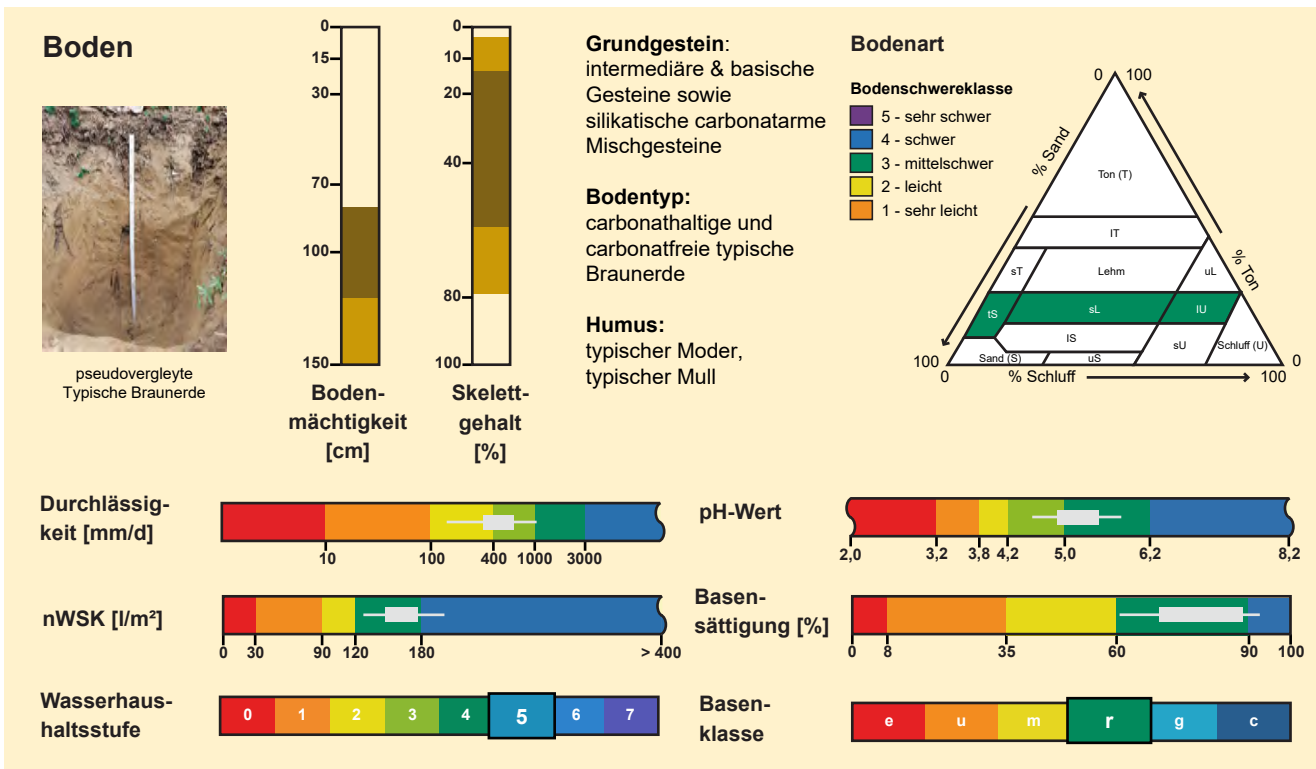 Boden
pseudovergleyte
Typische Braunerde
0
15
30
70
100
150
Boden-
mächtigkeit
[cm]
0
10
20
40
80
100
Skelett-
gehalt
[%]
Grundgestein:
intermediäre & basische
Gesteine sowie
silikatische carbonatarme
Mischgesteine
Bodentyp:
carbonathaltige und
carbonatfreie typische
Braunerde
Humus:
typischer Moder,
typischer Mull
Bodenart
Bodenschwereklasse
5 - sehr schwer
4 - schwer
3 - mittelschwer
2 - leicht
1 - sehr leicht
0 100
% Sand
% Ton
Ton (T)
lT
sT Lehm uL
tS sL lU
lS
Sand (S) uS sU Schluff (U)
100 0
0 % Schluff 100
Durchlässig-
keit [mm/d]
10 100 400 1000 3000
pH-Wert
2,0 3,2 3,8 4,2 5,0 6,2 8,2
nWSK [l/m²]
0 30 90 120 180 > 400
Basen-
sättigung [%]
0 8 35 60 90 100
Wasserhaus-
haltsstufe
0 1 2 3 4 5 6 7
Basen-
klasse
e u m r g c